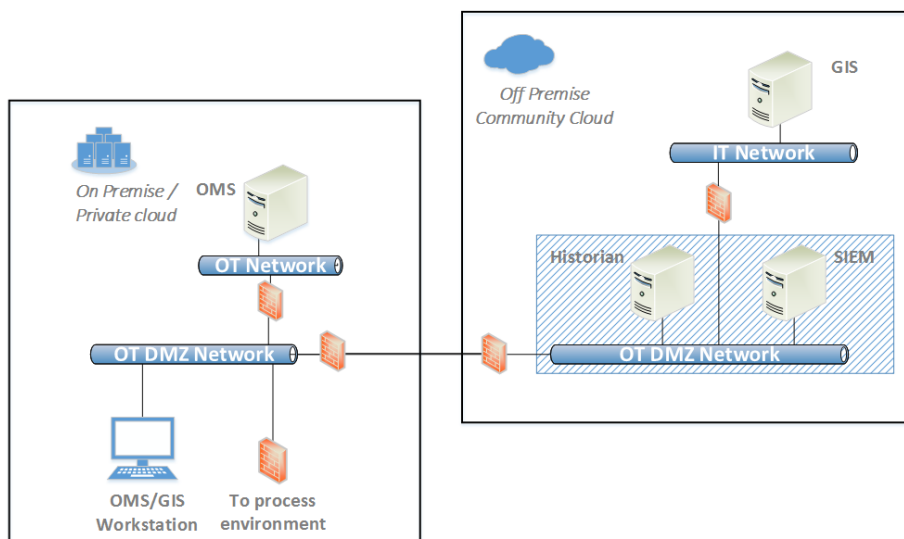 On Premise /
Private cloud
OMS
OT Network
OT DMZ Network
OMS/GIS
Workstation
To process
environment
Off Premise
Community Cloud
GIS
IT Network
Historian
SIEM
OT DMZ Network